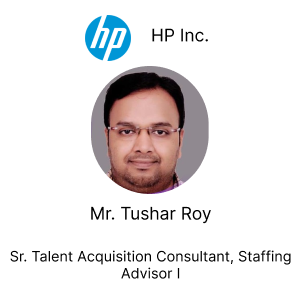 hp
HP Inc.
Mr. Tushar Roy
Sr. Talent Acquisition Consultant, Staffing
Advisor I